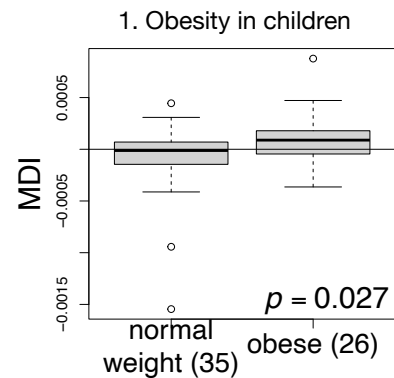 1. Obesity in children
MDI
0.0005
−0.0005
−0.0015
p = 0.027
normal
weight (35)
obese (26)